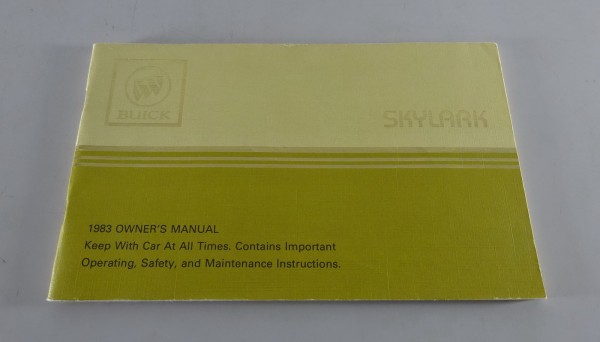 BUICK
SKYLARK
1983 OWNER'S MANUAL
Keep With Car At All Times. Contains Important
Operating, Safety, and Maintenance Instructions.